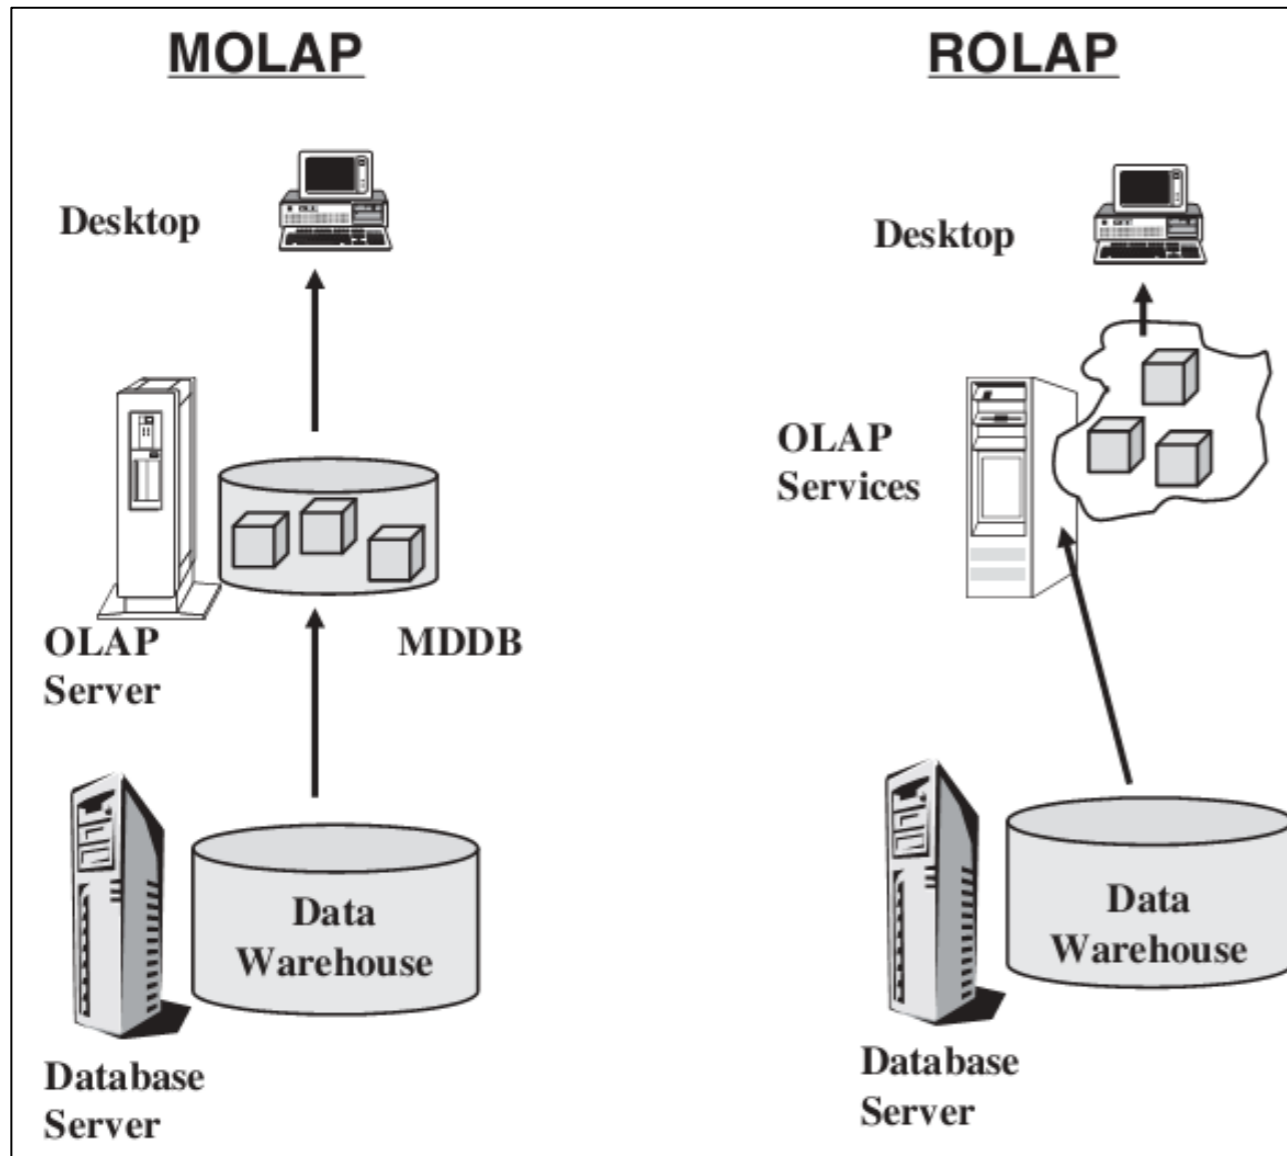 MOLAP
Desktop
OLAP
Server
MDDB
Data
Warehouse
Database
Server
ROLAP
Desktop
OLAP
Services
Data
Warehouse
Database
Server